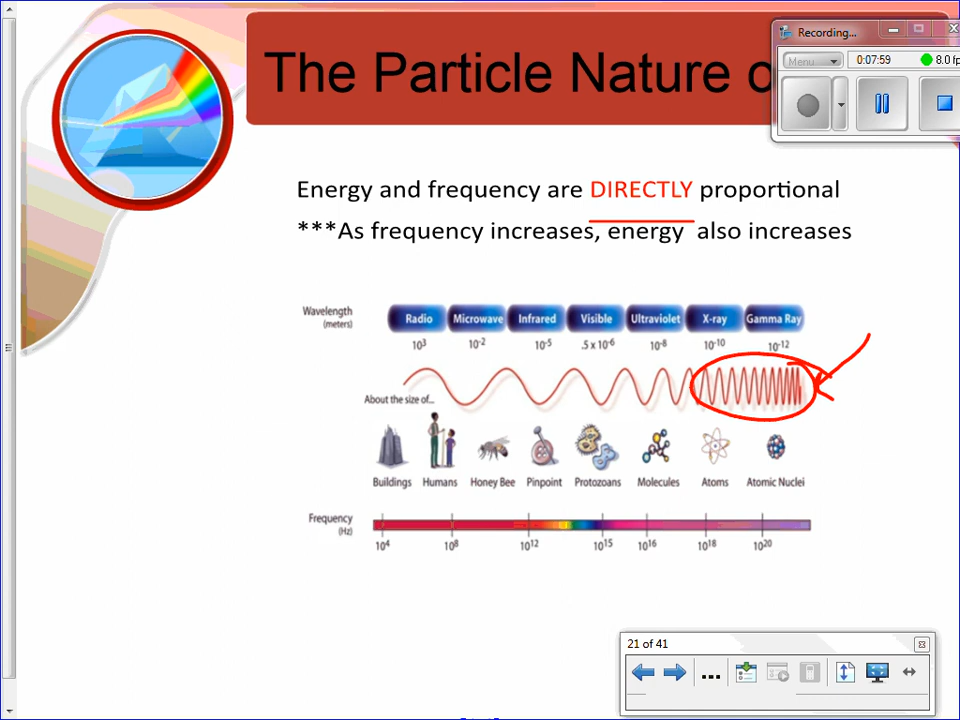 The Particle Nature o
Recording...
Menu
0:07:59
8.0 fp
Energy and frequency are DIRECTLY proportional
***As frequency increases, energy also increases
Wavelength
(meters)
Radio Microwave Infrared Visible Ultraviolet X-ray Gamma Ray
10³ 10⁻² 10⁻⁵ .5 x 10⁻⁶ 10⁻⁸ 10⁻¹⁰ 10⁻¹²
About the size of...
Buildings Humans Honey Bee Pinpoint Protozoans Molecules Atoms Atomic Nuclei
Frequency
(Hz)
10⁴ 10⁸ 10¹² 10¹⁵ 10¹⁶ 10¹⁸ 10²⁰
21 of 41